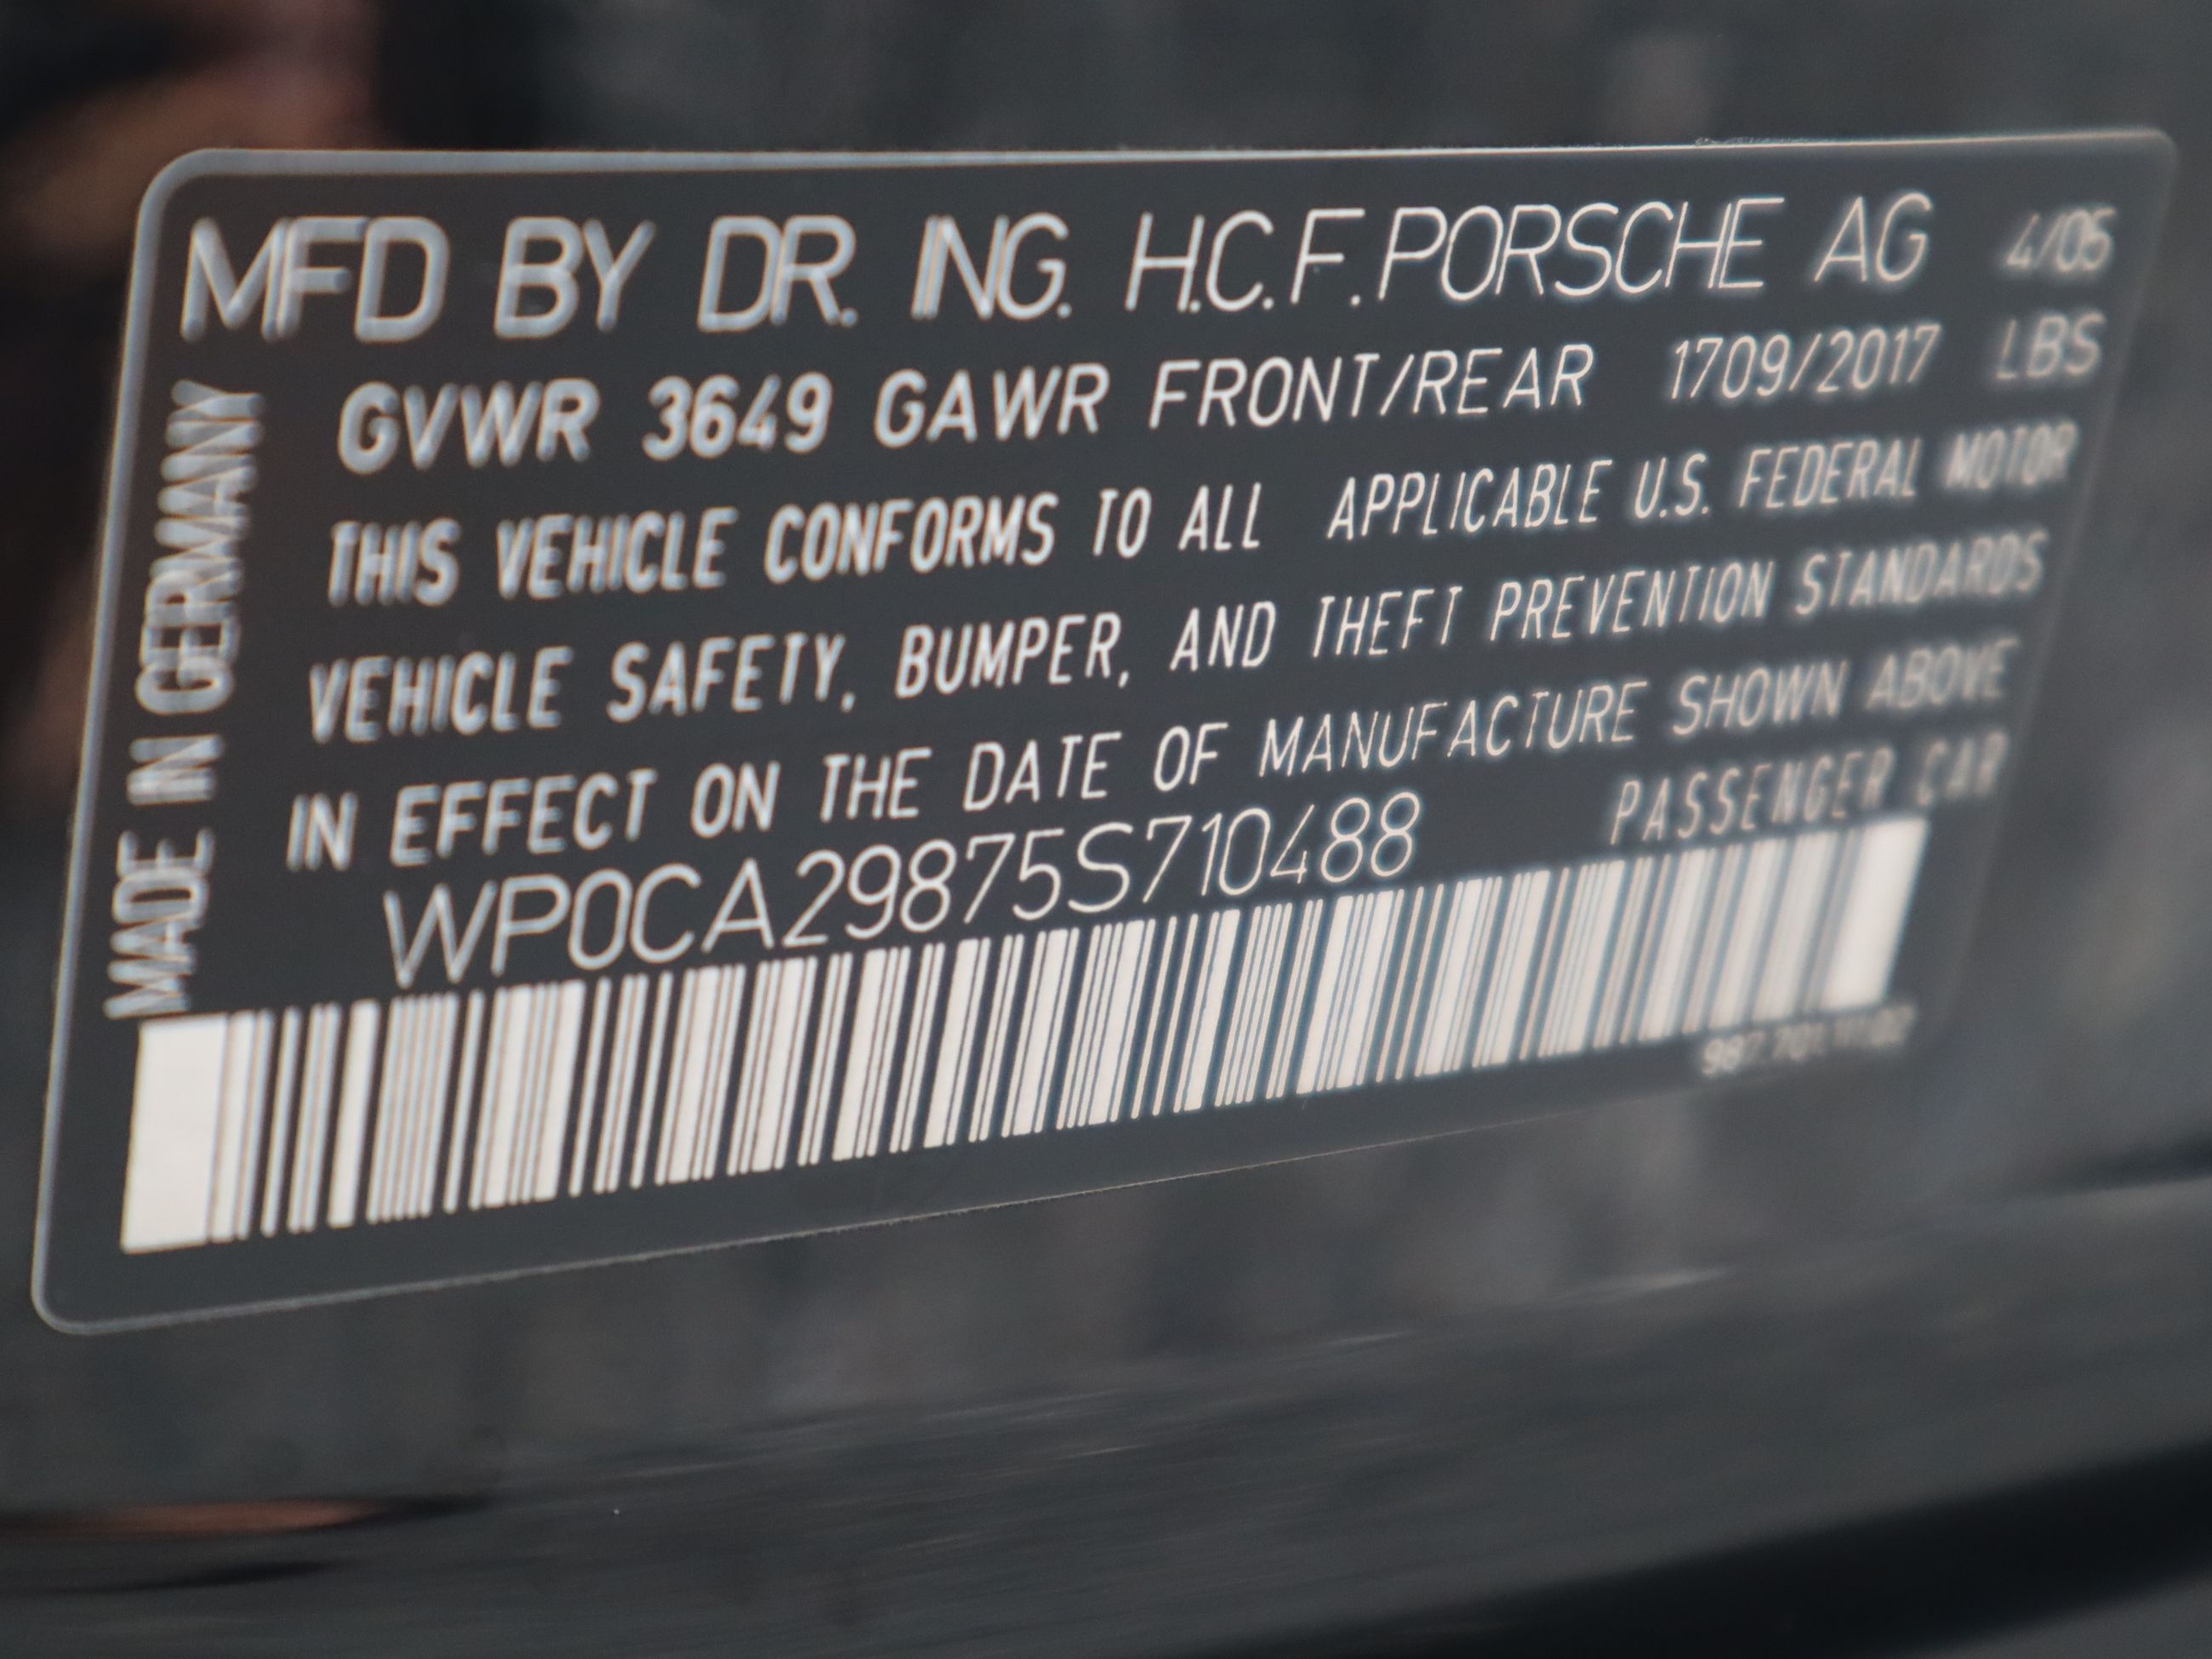 MFD BY DR. ING. H.C.F.PORSCHE AG 4/05
GVWR 3649 GAWR FRONT/REAR 1709/2017 LBS
THIS VEHICLE CONFORMS TO ALL APPLICABLE U.S. FEDERAL MOTOR
VEHICLE SAFETY, BUMPER, AND THEFT PREVENTION STANDARDS
IN EFFECT ON THE DATE OF MANUFACTURE SHOWN ABOVE
WP0CA29875S710488 PASSENGER CAR
MADE IN GERMANY